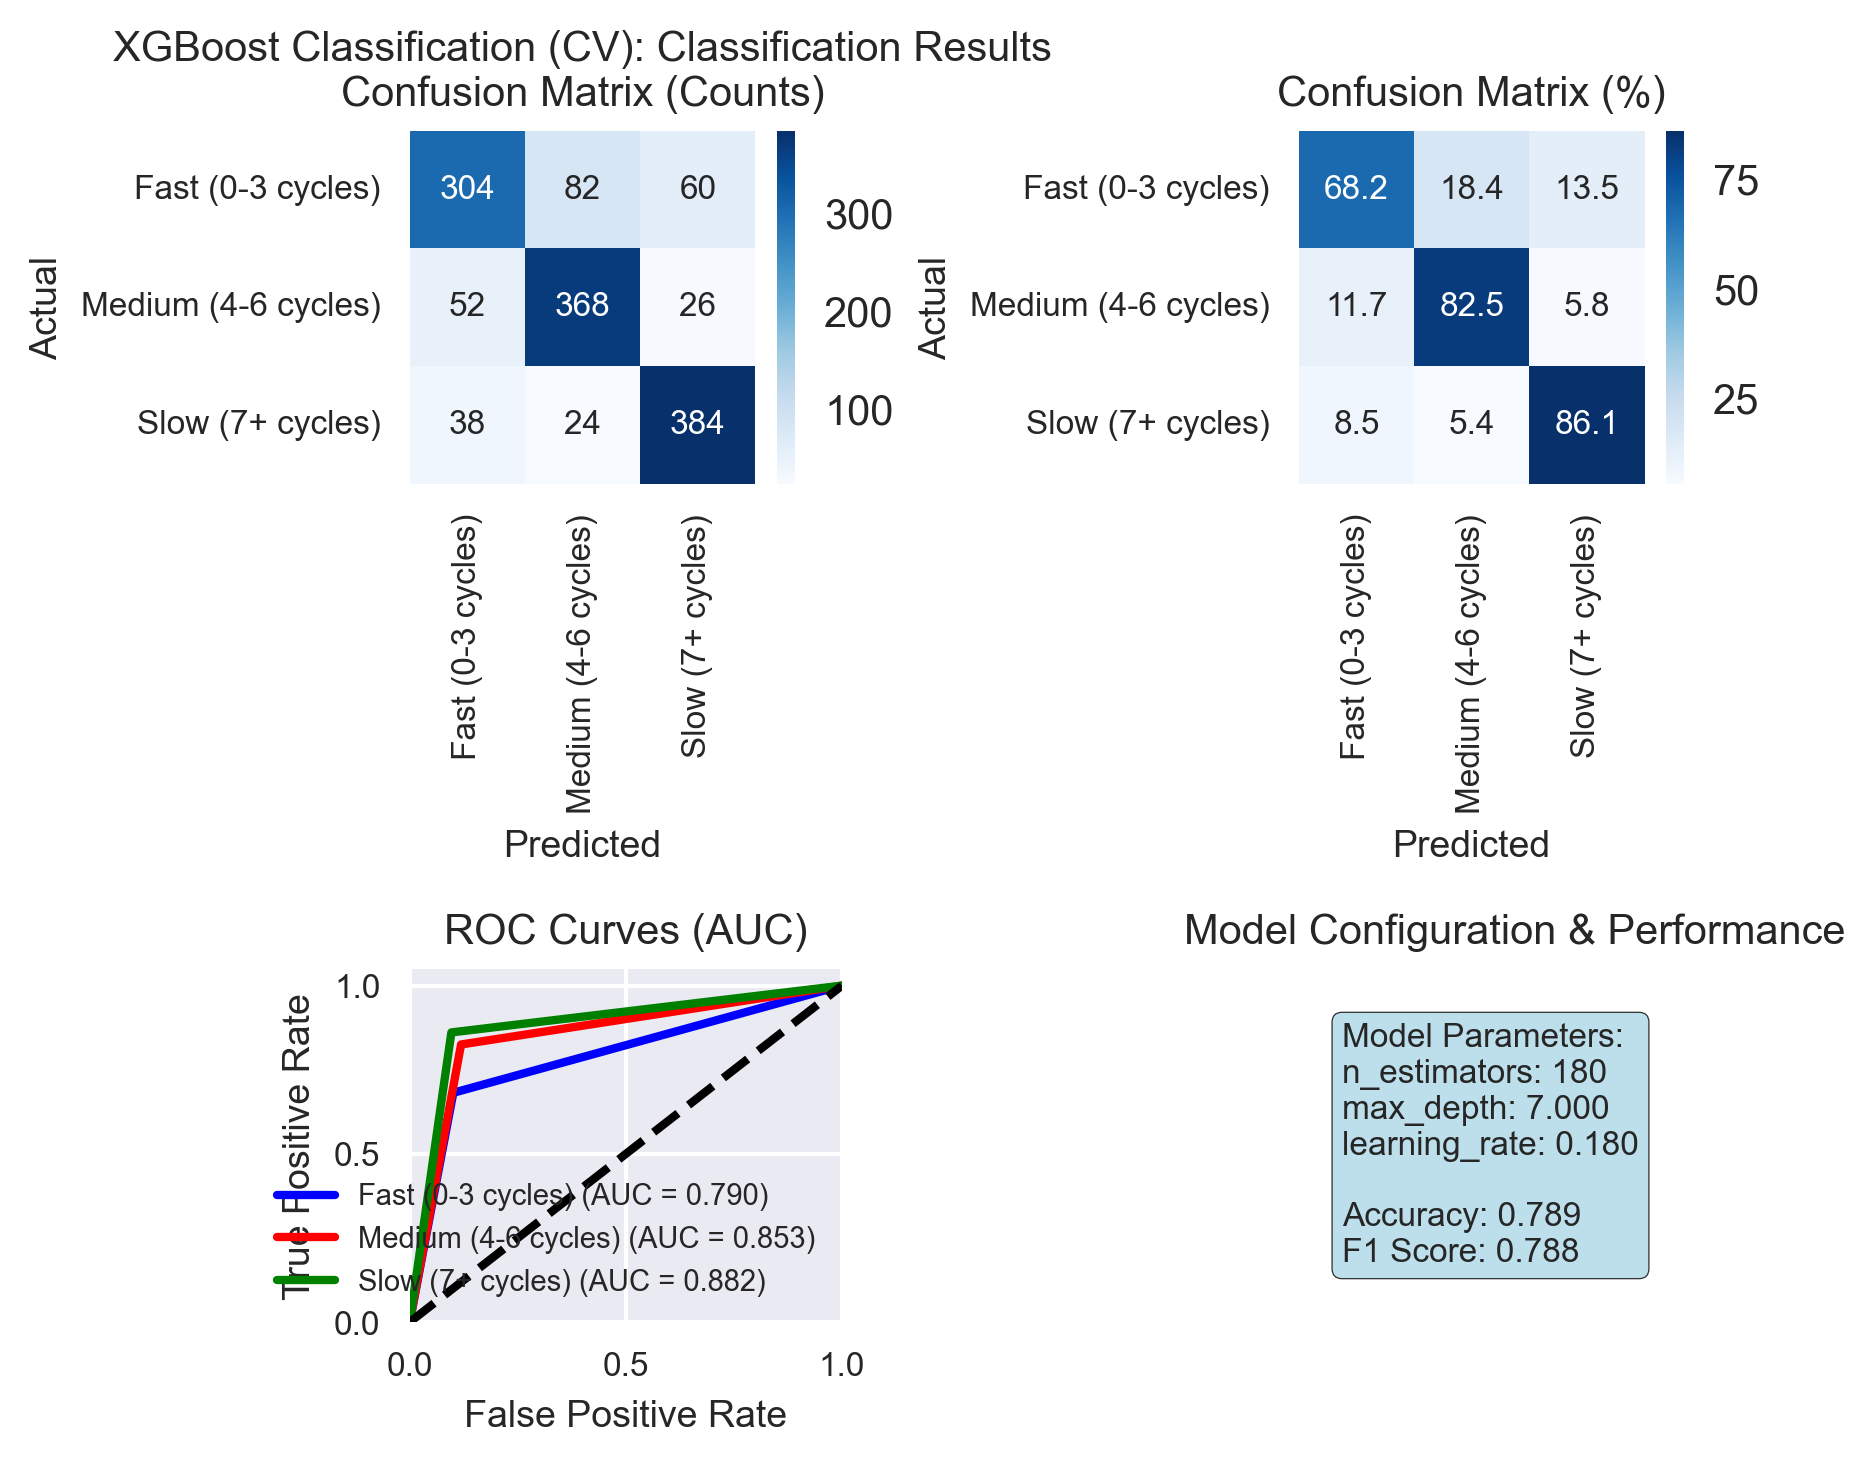 XGBoost Classification (CV): Classification Results
Confusion Matrix (Counts)
Actual
Fast (0-3 cycles)
Medium (4-6 cycles)
Slow (7+ cycles)
304 82 60
52 368 26
38 24 384
300
200
100
Fast (0-3 cycles)
Medium (4-6 cycles)
Slow (7+ cycles)
Predicted
Confusion Matrix (%)
Actual
Fast (0-3 cycles)
Medium (4-6 cycles)
Slow (7+ cycles)
68.2 18.4 13.5
11.7 82.5 5.8
8.5 5.4 86.1
75
50
25
Fast (0-3 cycles)
Medium (4-6 cycles)
Slow (7+ cycles)
Predicted
ROC Curves (AUC)
True Positive Rate
1.0
0.5
0.0
Fast (0-3 cycles) (AUC = 0.790)
Medium (4-6 cycles) (AUC = 0.853)
Slow (7+ cycles) (AUC = 0.882)
0.0 0.5 1.0
False Positive Rate
Model Configuration & Performance
Model Parameters:
n_estimators: 180
max_depth: 7.000
learning_rate: 0.180
Accuracy: 0.789
F1 Score: 0.788